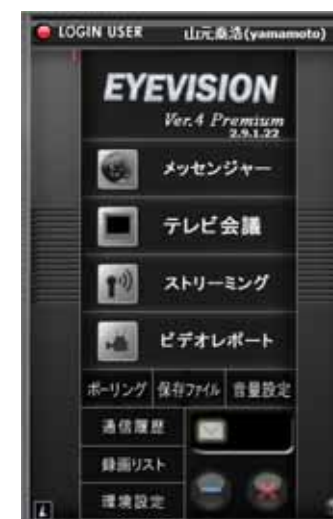 LOGIN USER 山元泰浩(yamamoto)
EYEVISION
Ver.4 Premium
2.9.1.22
メッセンジャー
テレビ会議
ストリーミング
ビデオレポート
ポーリング 保存ファイル 音量設定
通信履歴
録画リスト
環境設定